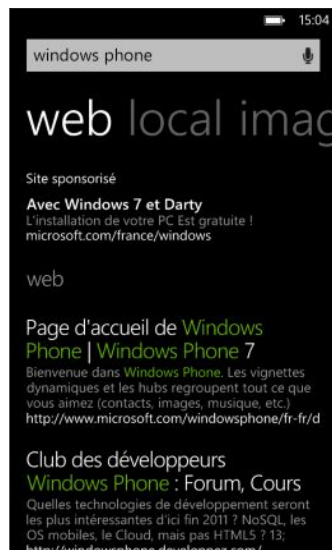 15:04
windows phone
web local imag
Site sponsorisé
Avec Windows 7 et Darty
L'installation de votre PC Est gratuite !
microsoft.com/france/windows
web
Page d'accueil de Windows
Phone | Windows Phone 7
Bienvenue dans Windows Phone. Les vignettes
dynamiques et les hubs regroupent tout ce que
vous aimez (contacts, images, musique, etc.)
http://www.microsoft.com/windowsphone/fr-fr/d
Club des développeurs
Windows Phone : Forum, Cours
Quelles technologies de développement seront
les plus intéressantes d'ici fin 2011 ? NoSQL, les
OS mobiles, le Cloud, mais pas HTML5 ? 13;
http://windowsphone.developpez.com